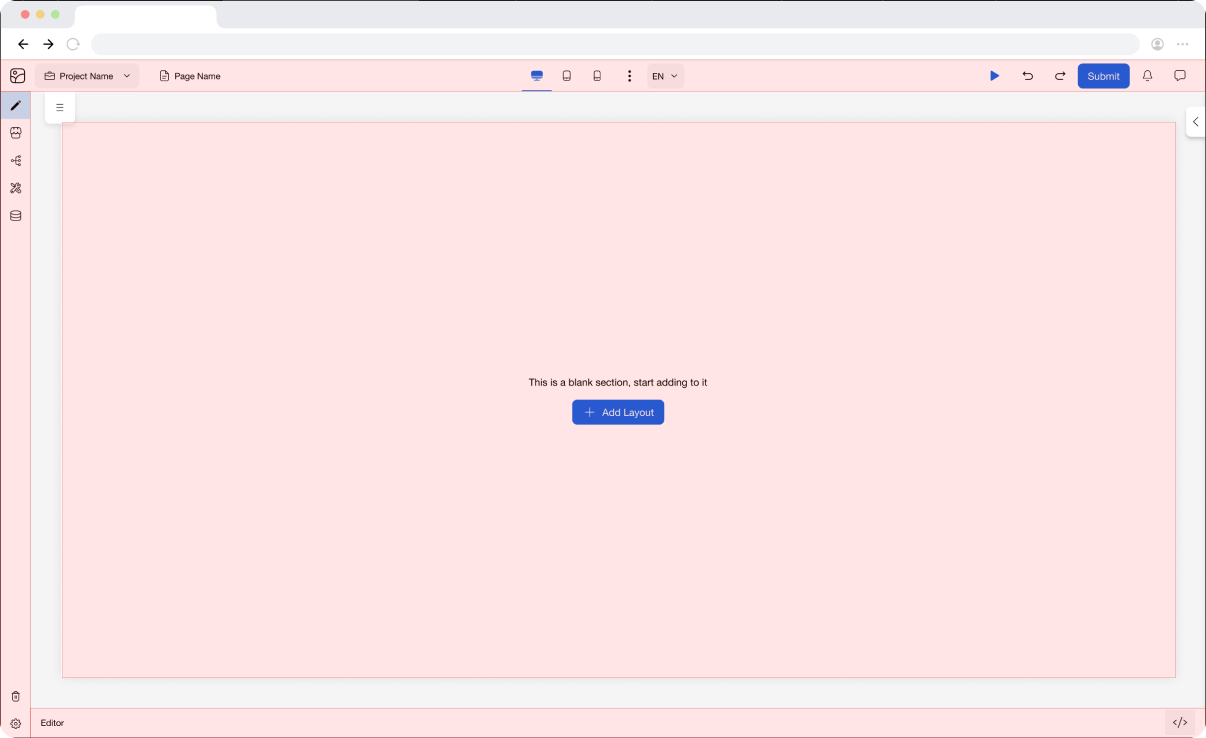 Project Name
Page Name
EN
Submit
This is a blank section, start adding to it
Add Layout
Editor